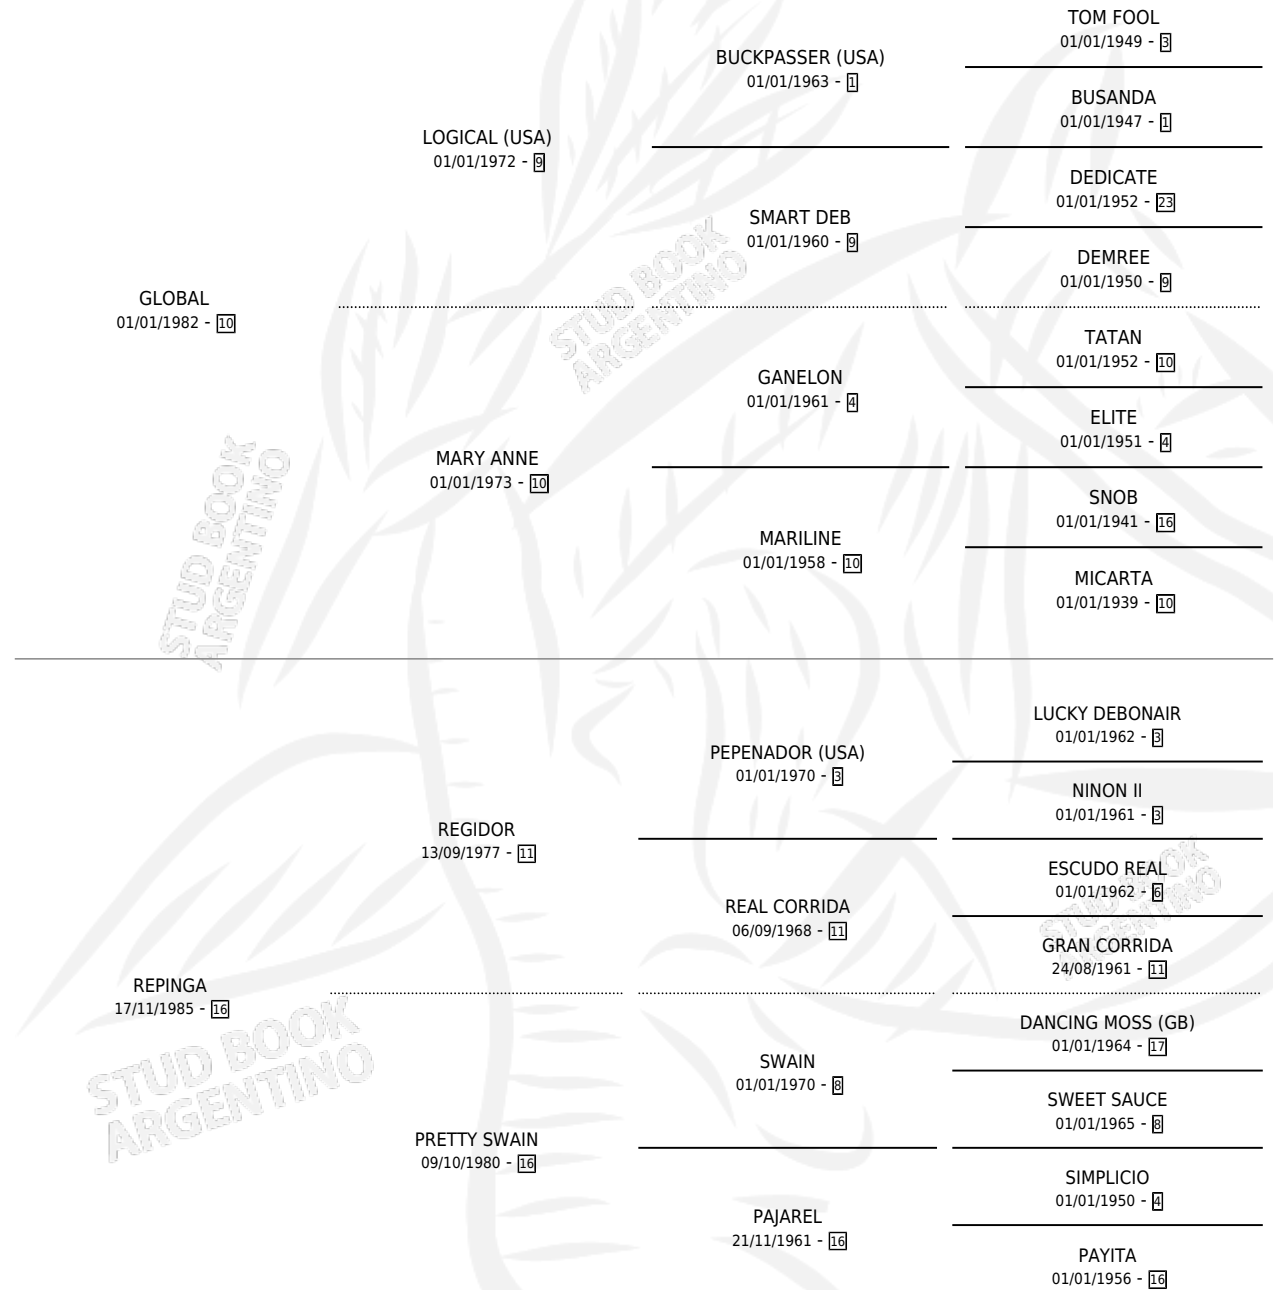 TOM FOOL
01/01/1949 - 3
BUCKPASSER (USA)
01/01/1963 - 1
BUSANDA
01/01/1947 - 1
LOGICAL (USA)
01/01/1972 - 9
DEDICATE
01/01/1952 - 23
SMART DEB
01/01/1960 - 9
DEMREE
01/01/1950 - 9
GLOBAL
01/01/1982 - 10
TATAN
01/01/1952 - 10
GANELON
01/01/1961 - 4
ELITE
01/01/1951 - 4
MARY ANNE
01/01/1973 - 10
SNOB
01/01/1941 - 16
MARILINE
01/01/1958 - 10
MICARTA
01/01/1939 - 10
STUD BOOK
ARGENTINO
STUD BOOK
ARGENTINO
LUCKY DEBONAIR
01/01/1962 - 3
PEPENADOR (USA)
01/01/1970 - 3
NINON II
01/01/1961 - 3
REGIDOR
13/09/1977 - 11
ESCUDO REAL
01/01/1962 - 6
REAL CORRIDA
06/09/1968 - 11
GRAN CORRIDA
24/08/1961 - 11
REPINGA
17/11/1985 - 16
DANCING MOSS (GB)
01/01/1964 - 17
SWAIN
01/01/1970 - 8
SWEET SAUCE
01/01/1965 - 8
PRETTY SWAIN
09/10/1980 - 16
SIMPLICIO
01/01/1950 - 4
PAJAREL
21/11/1961 - 16
PAYITA
01/01/1956 - 16
STUD BOOK
ARGENTINO
STUD BOOK
ARGENTINO